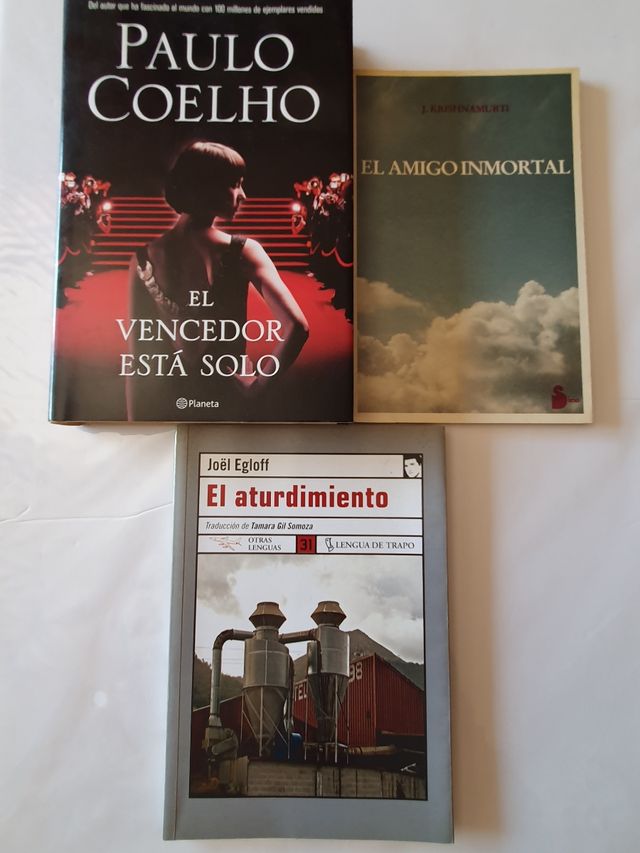 Del autor que ha fascinado al mundo con 100 millones de ejemplares vendidos
PAULO
COELHO
EL
VENCEDOR
ESTÁ SOLO
Planeta
J. KRISHNAMURTI
EL AMIGO INMORTAL
Joël Egloff
El aturdimiento
Traducción de Tamara Gil Somoza
OTRAS
LENGUAS
31
LENGUA DE TRAPO
98